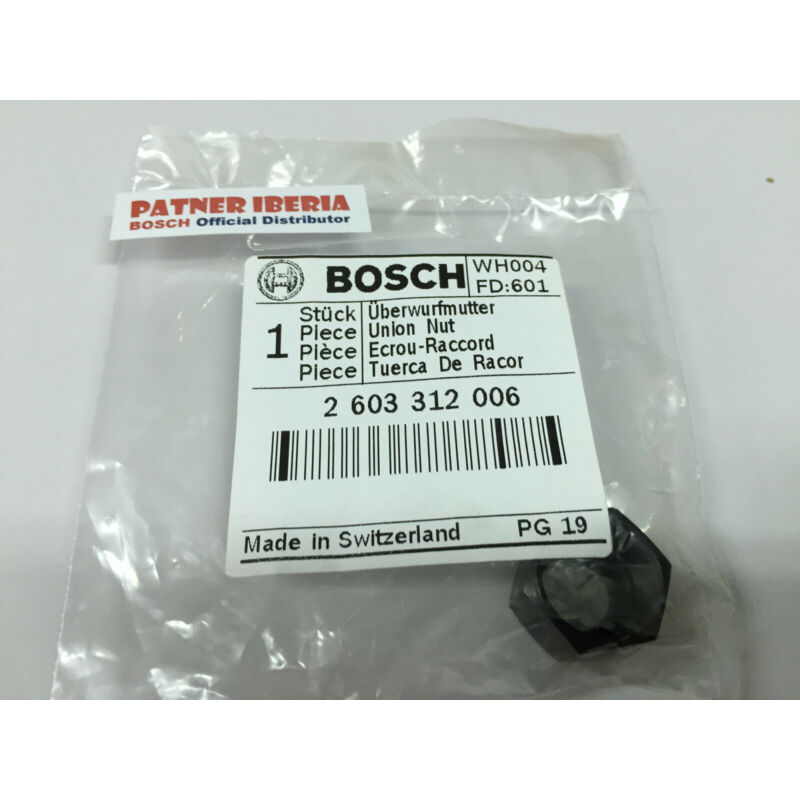 PATNER IBERIA
BOSCH Official Distributor
BOSCH
WH004
FD:601
1
Stück
Piece
Pièce
Piece
Überwurfmutter
Union Nut
Ecrou-Raccord
Tuerca De Racor
2 603 312 006
Made in Switzerland PG 19